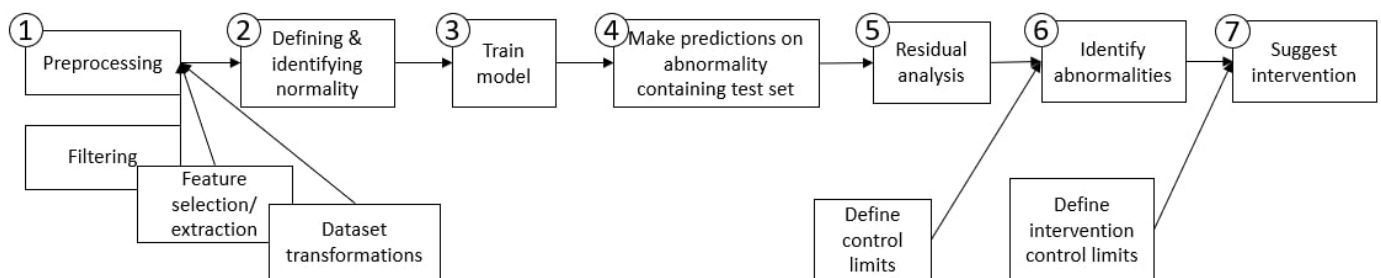 1
Preprocessing
2
Defining &
identifying
normality
3
Train
model
4
Make predictions on
abnormality
containing test set
5
Residual
analysis
6
Identify
abnormalities
7
Suggest
intervention
Filtering
Feature
selection/
extraction
Dataset
transformations
Define
control
limits
Define
intervention
control limits